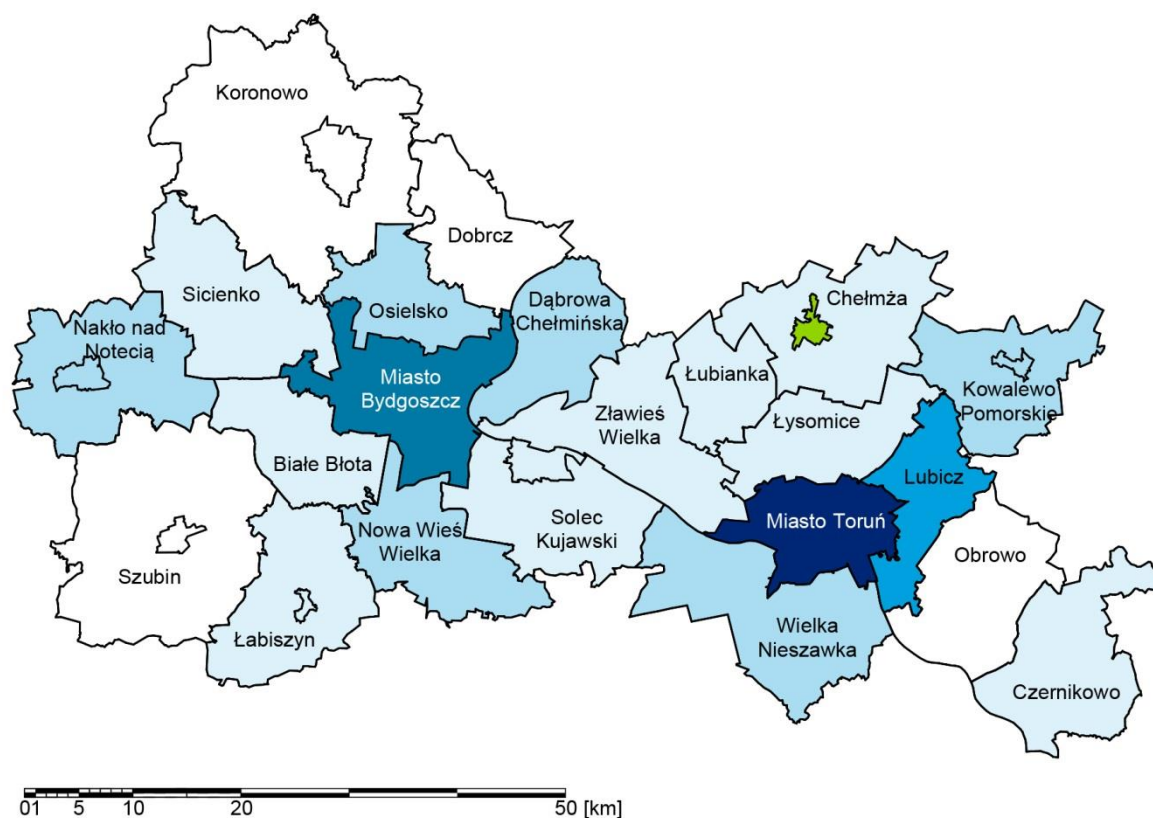 Koronowo
Dobrcz
Sicienko
Osielsko
Dąbrowa
Chełmińska
Chełmża
Nakło nad
Notecią
Miasto
Bydgoszcz
Łubianka
Kowalewo
Pomorskie
Zławieś
Wielka
Łysomice
Białe Błota
Lubicz
Nowa Wieś
Wielka
Solec
Kujawski
Miasto Toruń
Obrowo
Szubin
Łabiszyn
Wielka
Nieszawka
Czernikowo
01 5 10 20 50 [km]